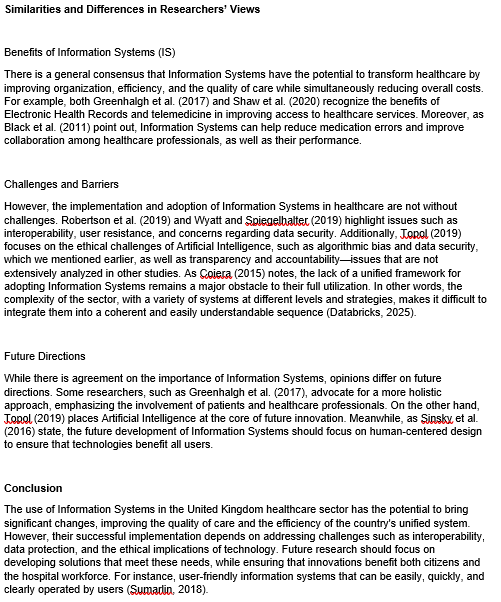 Similarities and Differences in Researchers' Views
Benefits of Information Systems (IS)
There is a general consensus that Information Systems have the potential to transform healthcare by
improving organization, efficiency, and the quality of care while simultaneously reducing overall costs.
For example, both Greenhalgh et al. (2017) and Shaw et al. (2020) recognize the benefits of
Electronic Health Records and telemedicine in improving access to healthcare services. Moreover, as
Black et al. (2011) point out, Information Systems can help reduce medication errors and improve
collaboration among healthcare professionals, as well as their performance.
Challenges and Barriers
However, the implementation and adoption of Information Systems in healthcare are not without
challenges. Robertson et al. (2019) and Wyatt and Spiegelhalter (2019) highlight issues such as
interoperability, user resistance, and concerns regarding data security. Additionally, Topol (2019)
focuses on the ethical challenges of Artificial Intelligence, such as algorithmic bias and data security,
which we mentioned earlier, as well as transparency and accountability—issues that are not
extensively analyzed in other studies. As Coiera (2015) notes, the lack of a unified framework for
adopting Information Systems remains a major obstacle to their full utilization. In other words, the
complexity of the sector, with a variety of systems at different levels and strategies, makes it difficult to
integrate them into a coherent and easily understandable sequence (Databricks, 2025).
Future Directions
While there is agreement on the importance of Information Systems, opinions differ on future
directions. Some researchers, such as Greenhalgh et al. (2017), advocate for a more holistic
approach, emphasizing the involvement of patients and healthcare professionals. On the other hand,
Topol (2019) places Artificial Intelligence at the core of future innovation. Meanwhile, as Sinsky et al.
(2016) state, the future development of Information Systems should focus on human-centered design
to ensure that technologies benefit all users.
Conclusion
The use of Information Systems in the United Kingdom healthcare sector has the potential to bring
significant changes, improving the quality of care and the efficiency of the country's unified system.
However, their successful implementation depends on addressing challenges such as interoperability,
data protection, and the ethical implications of technology. Future research should focus on
developing solutions that meet these needs, while ensuring that innovations benefit both citizens and
the hospital workforce. For instance, user-friendly information systems that can be easily, quickly, and
clearly operated by users (Sumarlin, 2018).